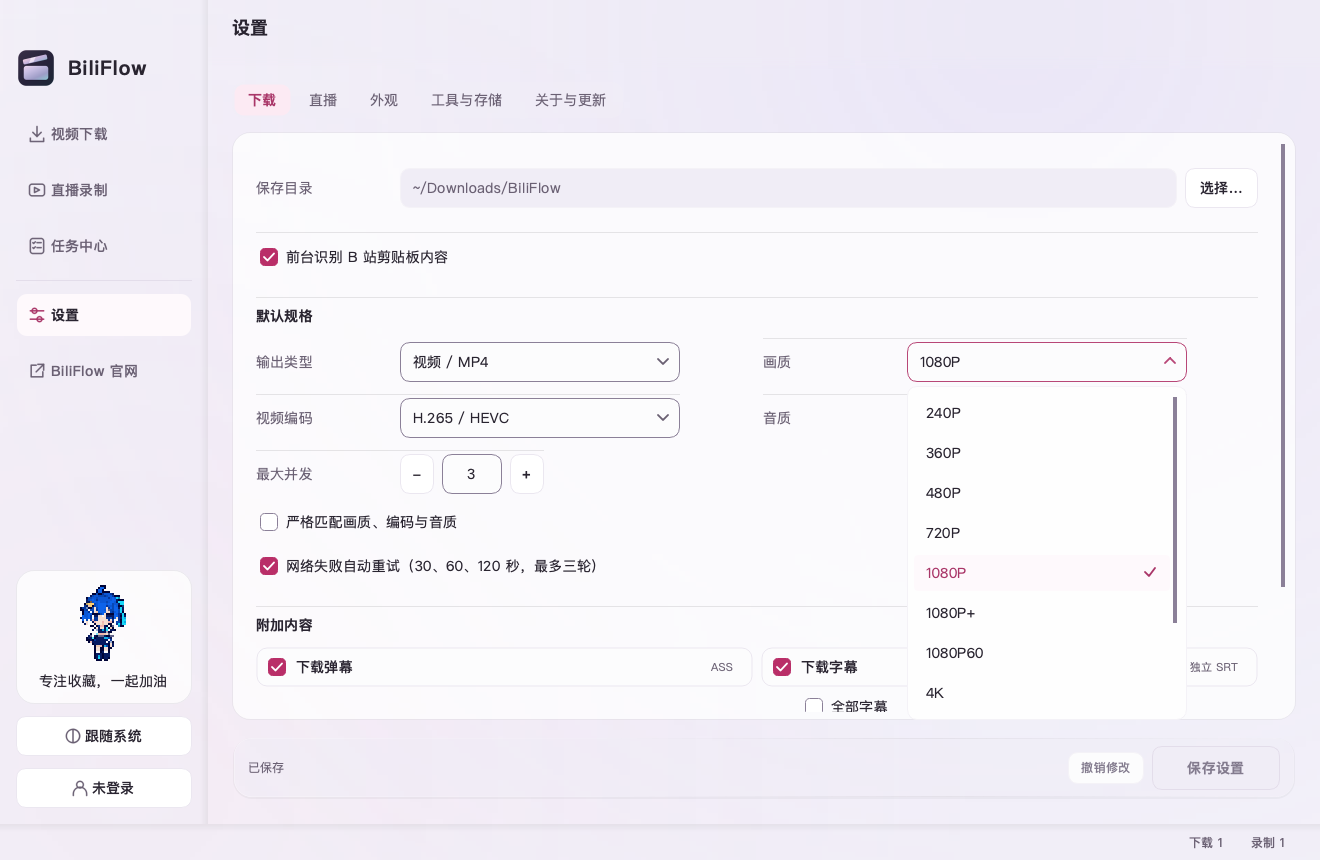 设置
BiliFlow
视频下载
直播录制
任务中心
设置
BiliFlow 官网
专注收藏，一起加油
跟随系统
未登录
下载 直播 外观 工具与存储 关于与更新
保存目录 ~/Downloads/BiliFlow 选择...
前台识别 B 站剪贴板内容
默认规格
输出类型 视频 / MP4 画质 1080P
视频编码 H.265 / HEVC 音质
最大并发 − 3 +
严格匹配画质、编码与音质
网络失败自动重试（30、60、120 秒，最多三轮）
240P
360P
480P
720P
1080P
1080P+
1080P60
4K
附加内容
下载弹幕 ASS 下载字幕 独立 SRT
全部字幕
已保存 撤销修改 保存设置
下载 1 录制 1